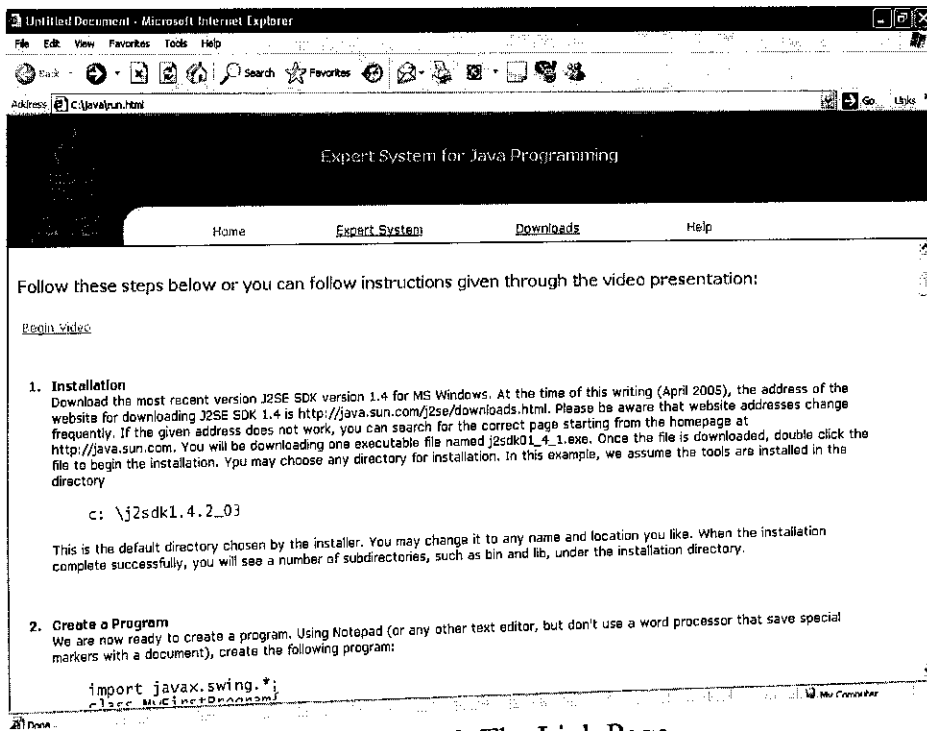 Untitled Document - Microsoft Internet Explorer
File Edit View Favorites Tools Help
Back Search Favorites
Address C:\Java\run.html Go Links
Expert System for Java Programming
Home Expert System Downloads Help
Follow these steps below or you can follow instructions given through the video presentation:
Begin Video
1. Installation
Download the most recent version J2SE SDK version 1.4 for MS Windows. At the time of this writing (April 2005), the address of the
website for downloading J2SE SDK 1.4 is http://java.sun.com/j2se/downloads.html. Please be aware that website addresses change
frequently. If the given address does not work, you can search for the correct page starting from the homepage at
http://java.sun.com. You will be downloading one executable file named j2sdk01_4_1.exe. Once the file is downloaded, double click the
file to begin the installation. Ypu may choose any directory for installation. In this example, we assume the tools are installed in the
directory
c: \j2sdk1.4.2_03
This is the default directory chosen by the installer. You may change it to any name and location you like. When the installation
complete successfully, you will see a number of subdirectories, such as bin and lib, under the installation directory.
2. Create a Program
We are now ready to create a program. Using Notepad (or any other text editor, but don't use a word processor that save special
markers with a document), create the following program:
import javax.swing.*;
class MyFirstProgram{
Done My Computer
The Link Page